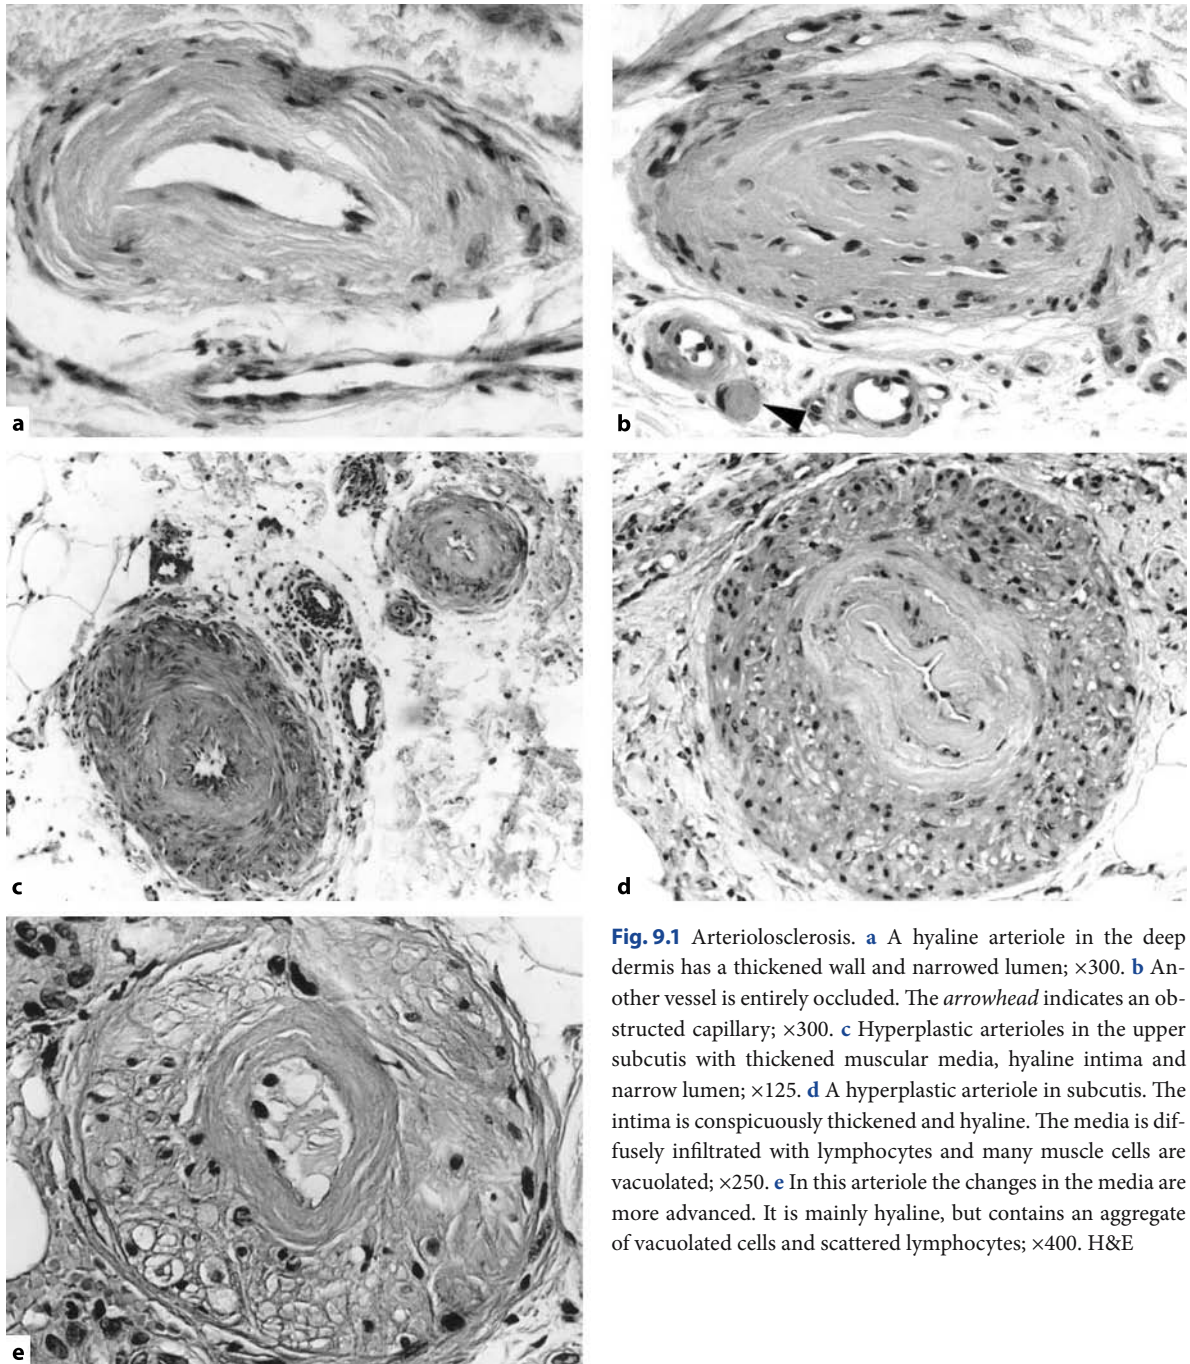 a
b
c
d
e
Fig. 9.1 Arteriolosclerosis. a A hyaline arteriole in the deep
dermis has a thickened wall and narrowed lumen; ×300. b An-
other vessel is entirely occluded. The arrowhead indicates an ob-
structed capillary; ×300. c Hyperplastic arterioles in the upper
subcutis with thickened muscular media, hyaline intima and
narrow lumen; ×125. d A hyperplastic arteriole in subcutis. The
intima is conspicuously thickened and hyaline. The media is dif-
fusely infiltrated with lymphocytes and many muscle cells are
vacuolated; ×250. e In this arteriole the changes in the media are
more advanced. It is mainly hyaline, but contains an aggregate
of vacuolated cells and scattered lymphocytes; ×400. H&E